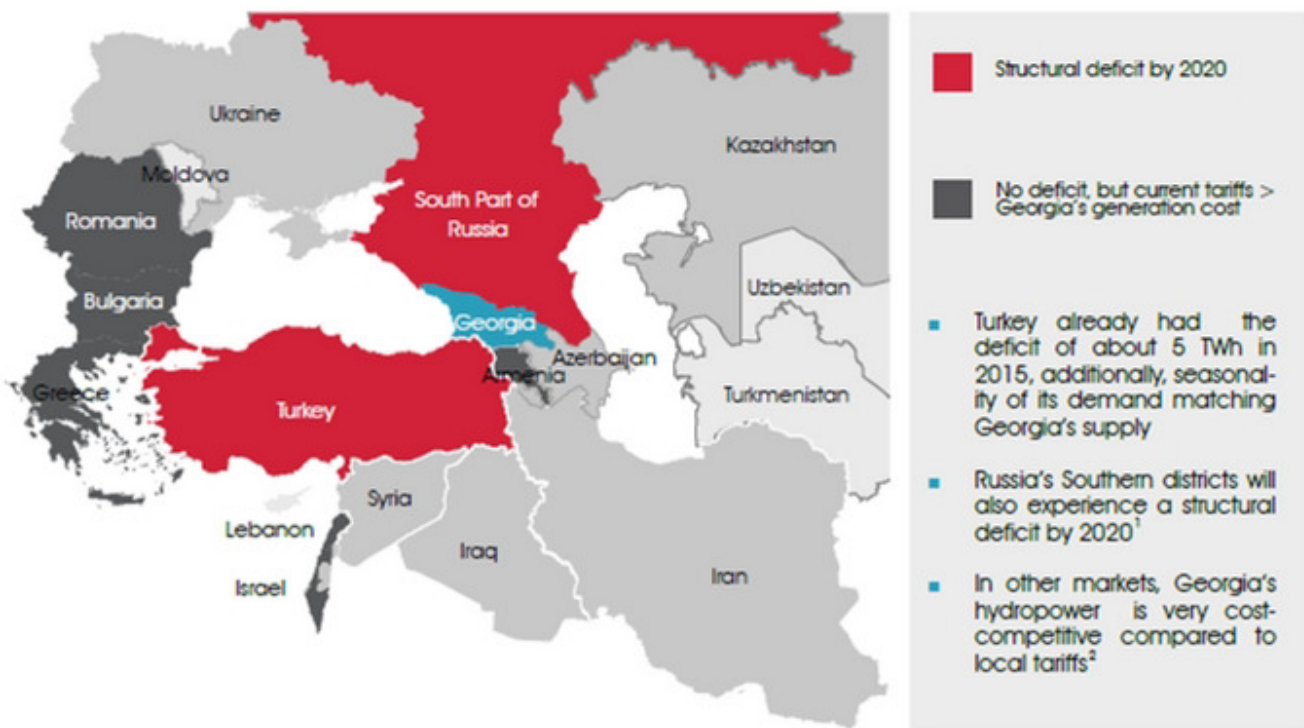 Ukraine
Kazakhstan
Moldova
South Part of
Russia
Romania
Uzbekistan
Bulgaria
Georgia
Azerbaijan
Armenia
Greece
Turkmenistan
Turkey
Syria
Lebanon
Iraq
Iran
Israel
Structural deficit by 2020
No deficit, but current tariffs >
Georgia's generation cost
Turkey already had the
deficit of about 5 TWh in
2015, additionally, seasonal-
ity of its demand matching
Georgia's supply
Russia's Southern districts will
also experience a structural
deficit by 2020¹
In other markets, Georgia's
hydropower is very cost-
competitive compared to
local tariffs²